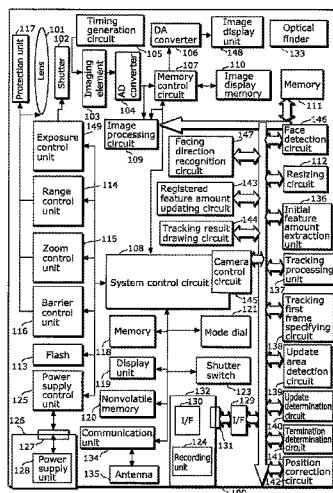 117
101
102
Timing generation
circuit
105
DA
converter
106
Image display
unit
148
Optical
finder
133
Protection unit
Lens
Shutter
Imaging
element
103
AD
converter
104
107
Memory
control
circuit
110
Image display
memory
Memory
111
149
Exposure
control
unit
Image
processing
circuit
109
147
Facing
direction
recognition
circuit
146
Face
detection
circuit
112
Resizing
circuit
114
Range
control
unit
143
Registered
feature amount
updating circuit
136
Initial
feature
amount
extraction
unit
144
Tracking result
drawing circuit
115
Zoom
control
unit
108
System control circuit
Camera
control
circuit
145
Tracking
processing
unit
137
Barrier
control
unit
116
121
Memory
118
Mode dial
Tracking
first
frame
specifying
circuit
138
Flash
113
Display
unit
119
Shutter
switch
123
Update
area
detection
circuit
139
125
Power
supply
control
unit
Nonvolatile
memory
120
132
130
I/F
129
I/F
131
Update
determination
circuit
140
126
127
Communication
unit
134
124
Recording
unit
Termination
determination
circuit
141
128
Power
supply
unit
Antenna
135
Position
correction
circuit
142
100